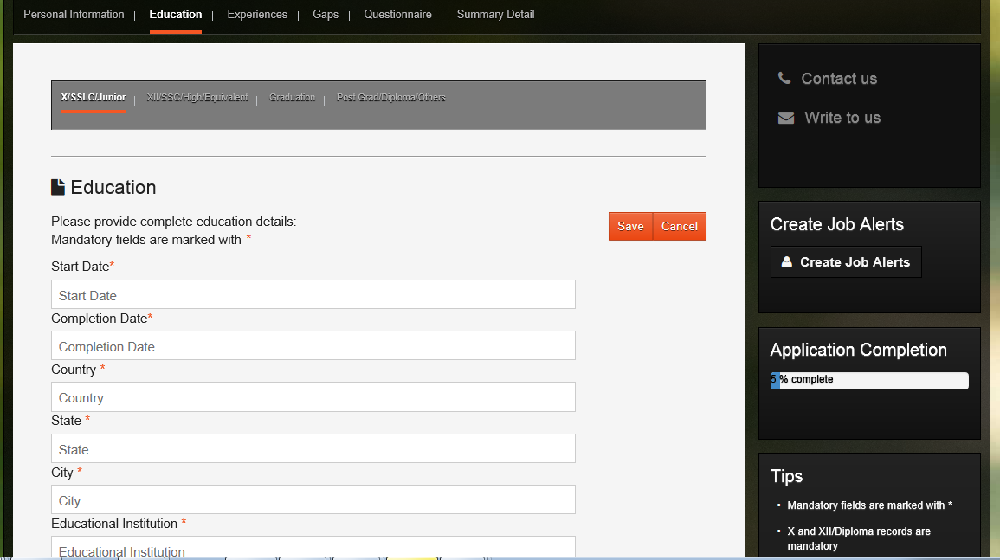 Personal Information | Education | Experiences | Gaps | Questionnaire | Summary Detail
X/SSLC/Junior | XII/SSC/High/Equivalent | Graduation | Post Grad/Diploma/Others
Education
Please provide complete education details:
Mandatory fields are marked with *
Save Cancel
Start Date*
Start Date
Completion Date*
Completion Date
Country *
Country
State *
State
City *
City
Educational Institution *
Educational Institution
Contact us
Write to us
Create Job Alerts
Create Job Alerts
Application Completion
5 % complete
Tips
• Mandatory fields are marked with *
• X and XII/Diploma records are
mandatory